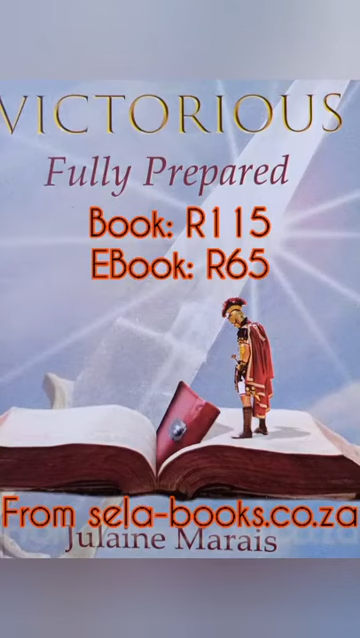 VICTORIOUS
Fully Prepared
Book: R115
EBook: R65
From sela-books.co.za
Julaine Marais